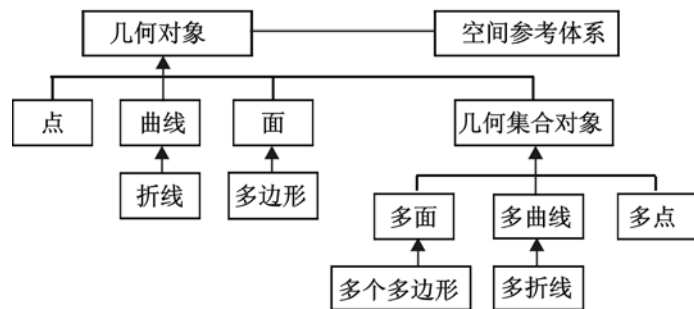 几何对象
空间参考体系
点
曲线
面
几何集合对象
折线
多边形
多面
多曲线
多点
多个多边形
多折线